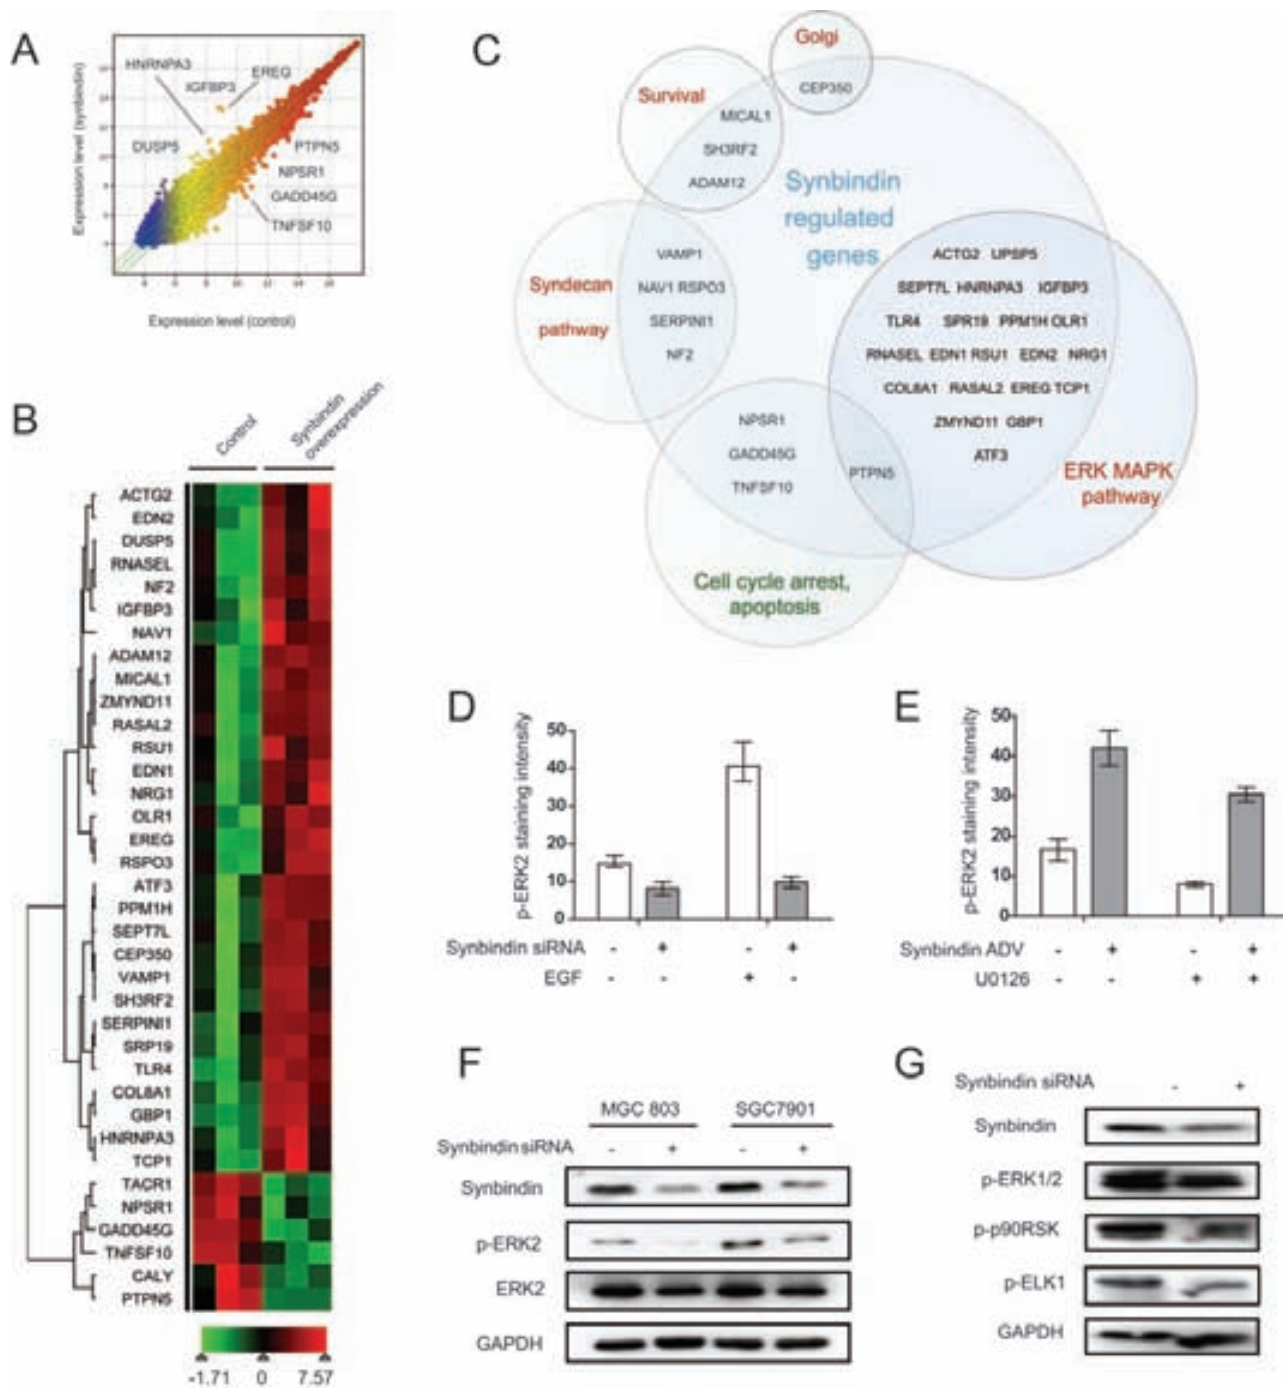 A
Expression level (synbindin)
HNRNPA3
EREG
IGFBP3
DUSP5
PTPN5
NPSR1
GADD45G
TNFSF10
Expression level (control)
B
Control
Synbindin
overexpression
ACTG2
EDN2
DUSP5
RNASEL
NF2
IGFBP3
NAV1
ADAM12
MICAL1
ZMYND11
RASAL2
RSU1
EDN1
NRG1
OLR1
EREG
RSPO3
ATF3
PPM1H
SEPT7L
CEP350
VAMP1
SH3RF2
SERPINI1
SRP19
TLR4
COL8A1
GBP1
HNRNPA3
TCP1
TACR1
NPSR1
GADD45G
TNFSF10
CALY
PTPN5
-1.71 0 7.57
C
Golgi
CEP350
Survival
MICAL1
SH3RF2
ADAM12
Synbindin
regulated
genes
Syndecan
pathway
VAMP1
NAV1 RSPO3
SERPINI1
NF2
ACTG2 UPSP5
SEPT7L HNRNPA3 IGFBP3
TLR4 SPR19 PPM1H OLR1
RNASEL EDN1 RSU1 EDN2 NRG1
COL8A1 RASAL2 EREG TCP1
ZMYND11 GBP1
ATF3
ERK MAPK
pathway
NPSR1
GADD45G
TNFSF10
PTPN5
Cell cycle arrest,
apoptosis
D
p-ERK2 staining intensity
50
40
30
20
10
0
Synbindin siRNA - + - +
EGF - - + -
E
p-ERK2 staining intensity
50
40
30
20
10
0
Synbindin ADV - + - +
U0126 - - + +
F
MGC 803 SGC7901
Synbindin siRNA - + - +
Synbindin
p-ERK2
ERK2
GAPDH
G
Synbindin siRNA - +
Synbindin
p-ERK1/2
p-p90RSK
p-ELK1
GAPDH